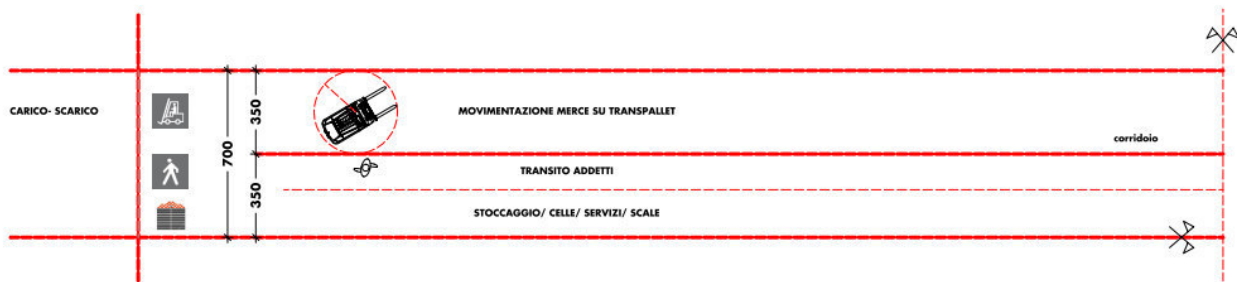 CARICO- SCARICO
350
MOVIMENTAZIONE MERCE SU TRANSPALLET
corridoio
700
TRANSITO ADDETTI
350
STOCCAGGIO/ CELLE/ SERVIZI/ SCALE